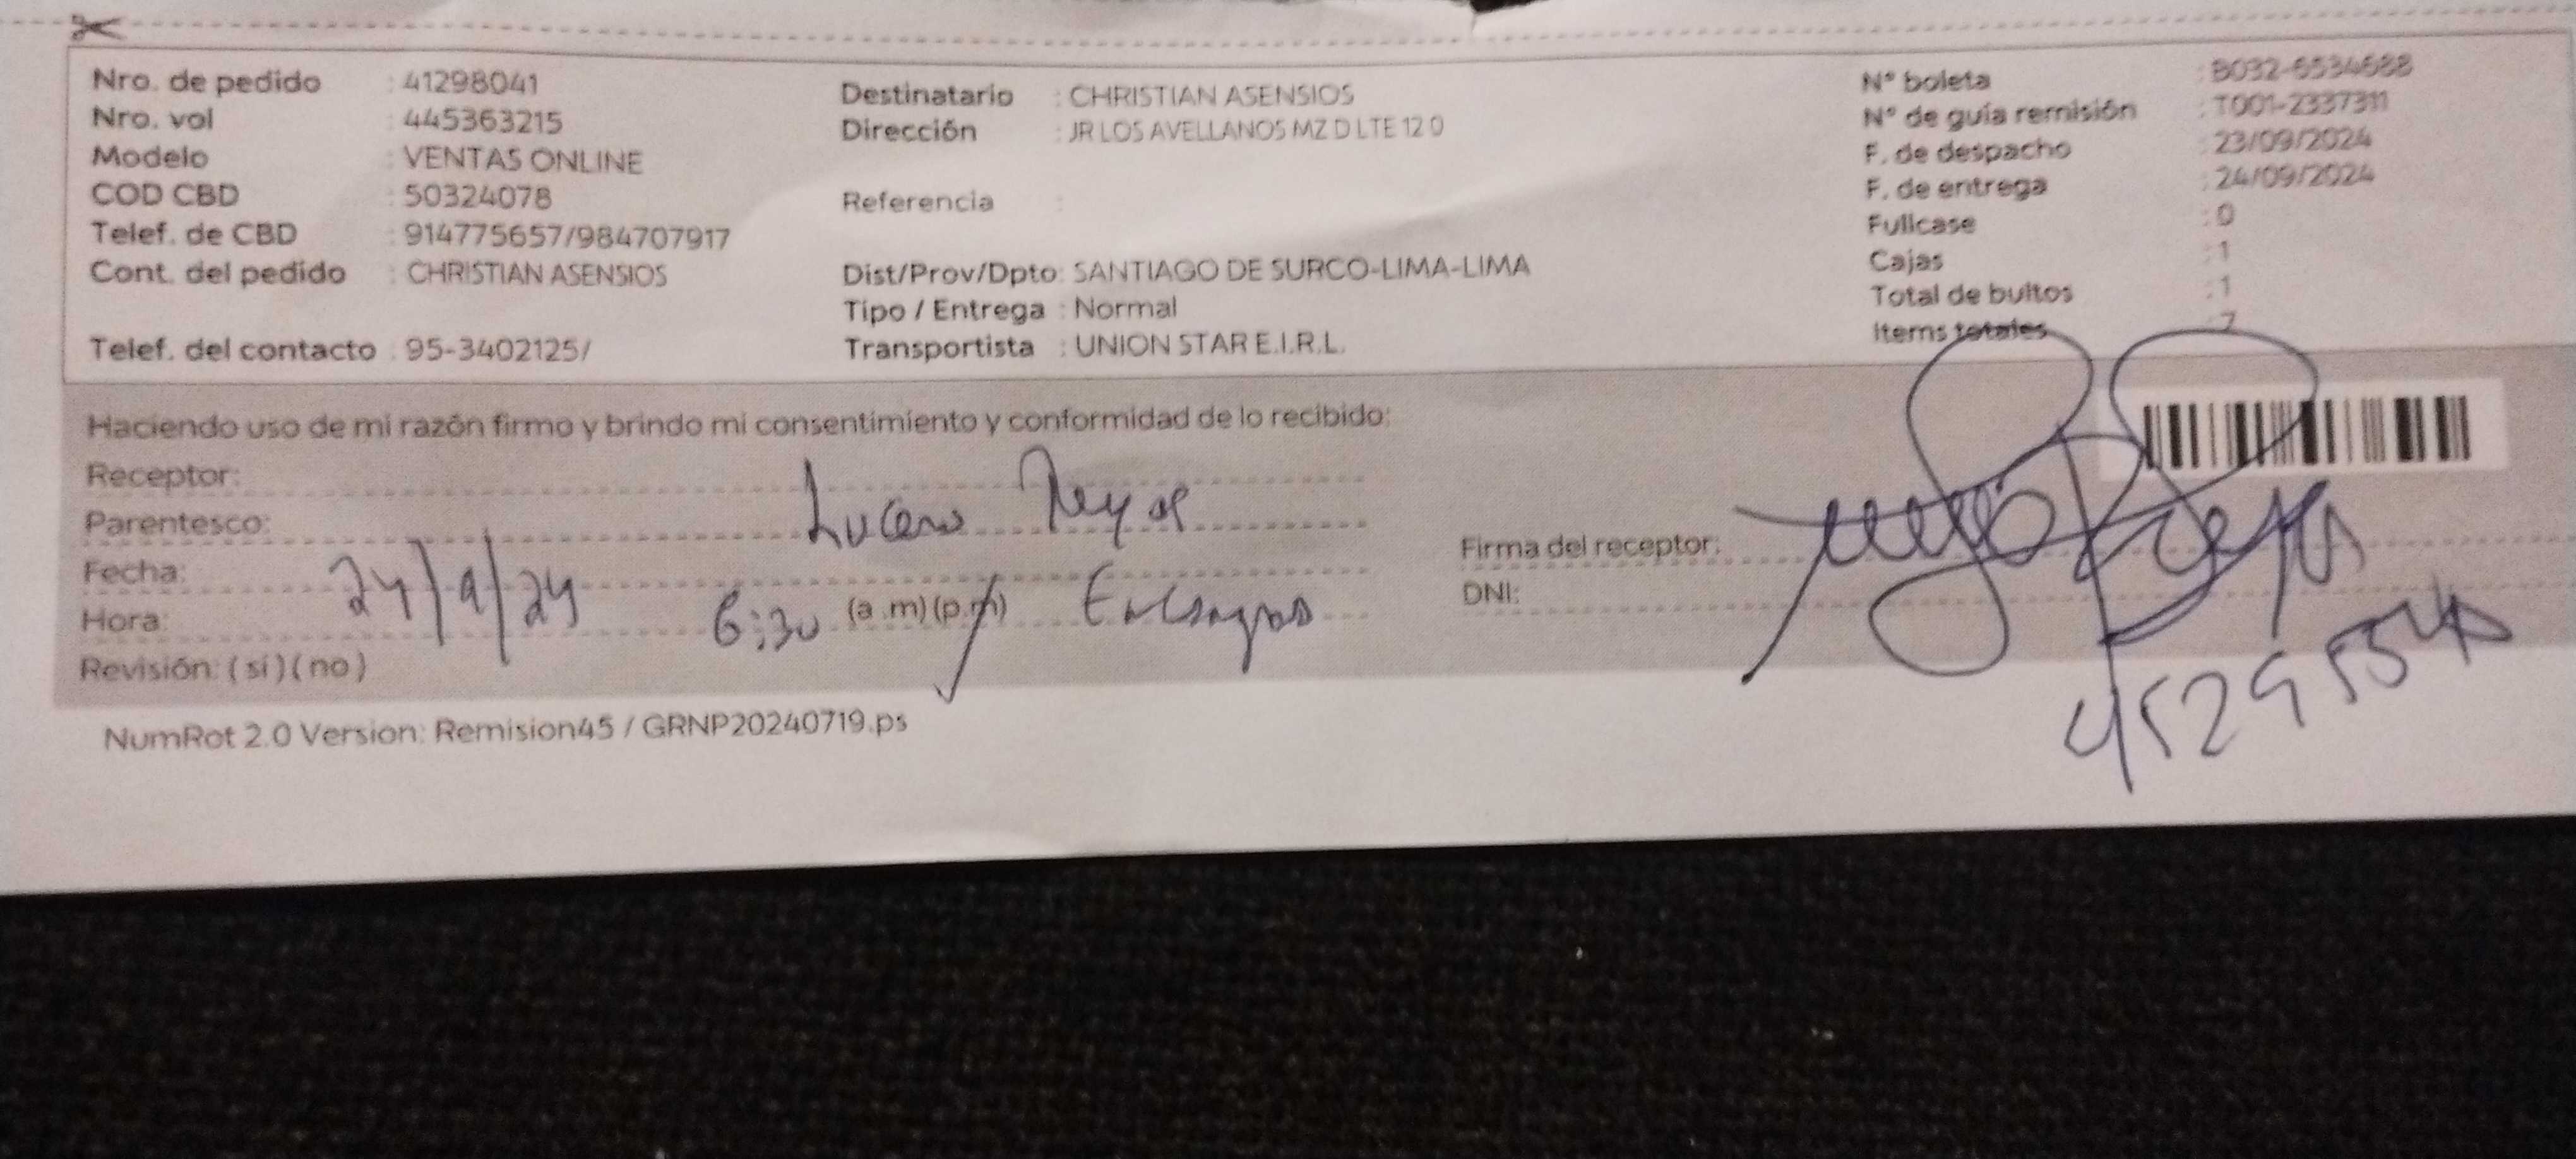 Nro. de pedido : 41298041
Nro. vol : 445363215
Modelo : VENTAS ONLINE
COD CBD : 50324078
Telef. de CBD : 914775657/984707917
Cont. del pedido : CHRISTIAN ASENSIOS
Telef. del contacto : 95-3402125/
Destinatario : CHRISTIAN ASENSIOS
Dirección : JR LOS AVELLANOS MZ D LTE 12 0
Referencia :
Dist/Prov/Dpto: SANTIAGO DE SURCO-LIMA-LIMA
Tipo / Entrega : Normal
Transportista : UNION STAR E.I.R.L.
N° boleta : B032-6534688
N° de guía remisión : T001-2337311
F. de despacho : 23/09/2024
F. de entrega : 24/09/2024
Fullcase : 0
Cajas : 1
Total de bultos : 1
Items totales : 7
Haciendo uso de mi razón firmo y brindo mi consentimiento y conformidad de lo recibido:
Receptor: Lucero Reyes
Parentesco:
Fecha: 24/9/24
Hora: 6:30 (a.m)(p.m)
Revisión: (si)(no)
Firma del receptor:
DNI:
NumRot 2.0 Version: Remision45 / GRNP20240719.ps